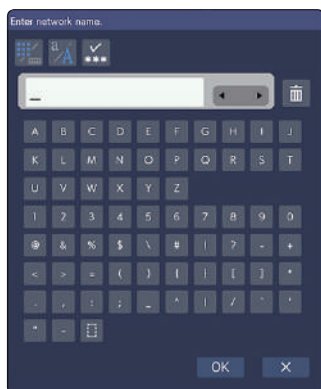 Enter network name.
a/A
***
_
A B C D E F G H I J
K L M N O P Q R S T
U V W X Y Z
1 2 3 4 5 6 7 8 9 0
@ & % $ \ # ! ? - +
< > = ( ) { } [ ] *
. , : ; _ ^ | / ` '
" ~
OK